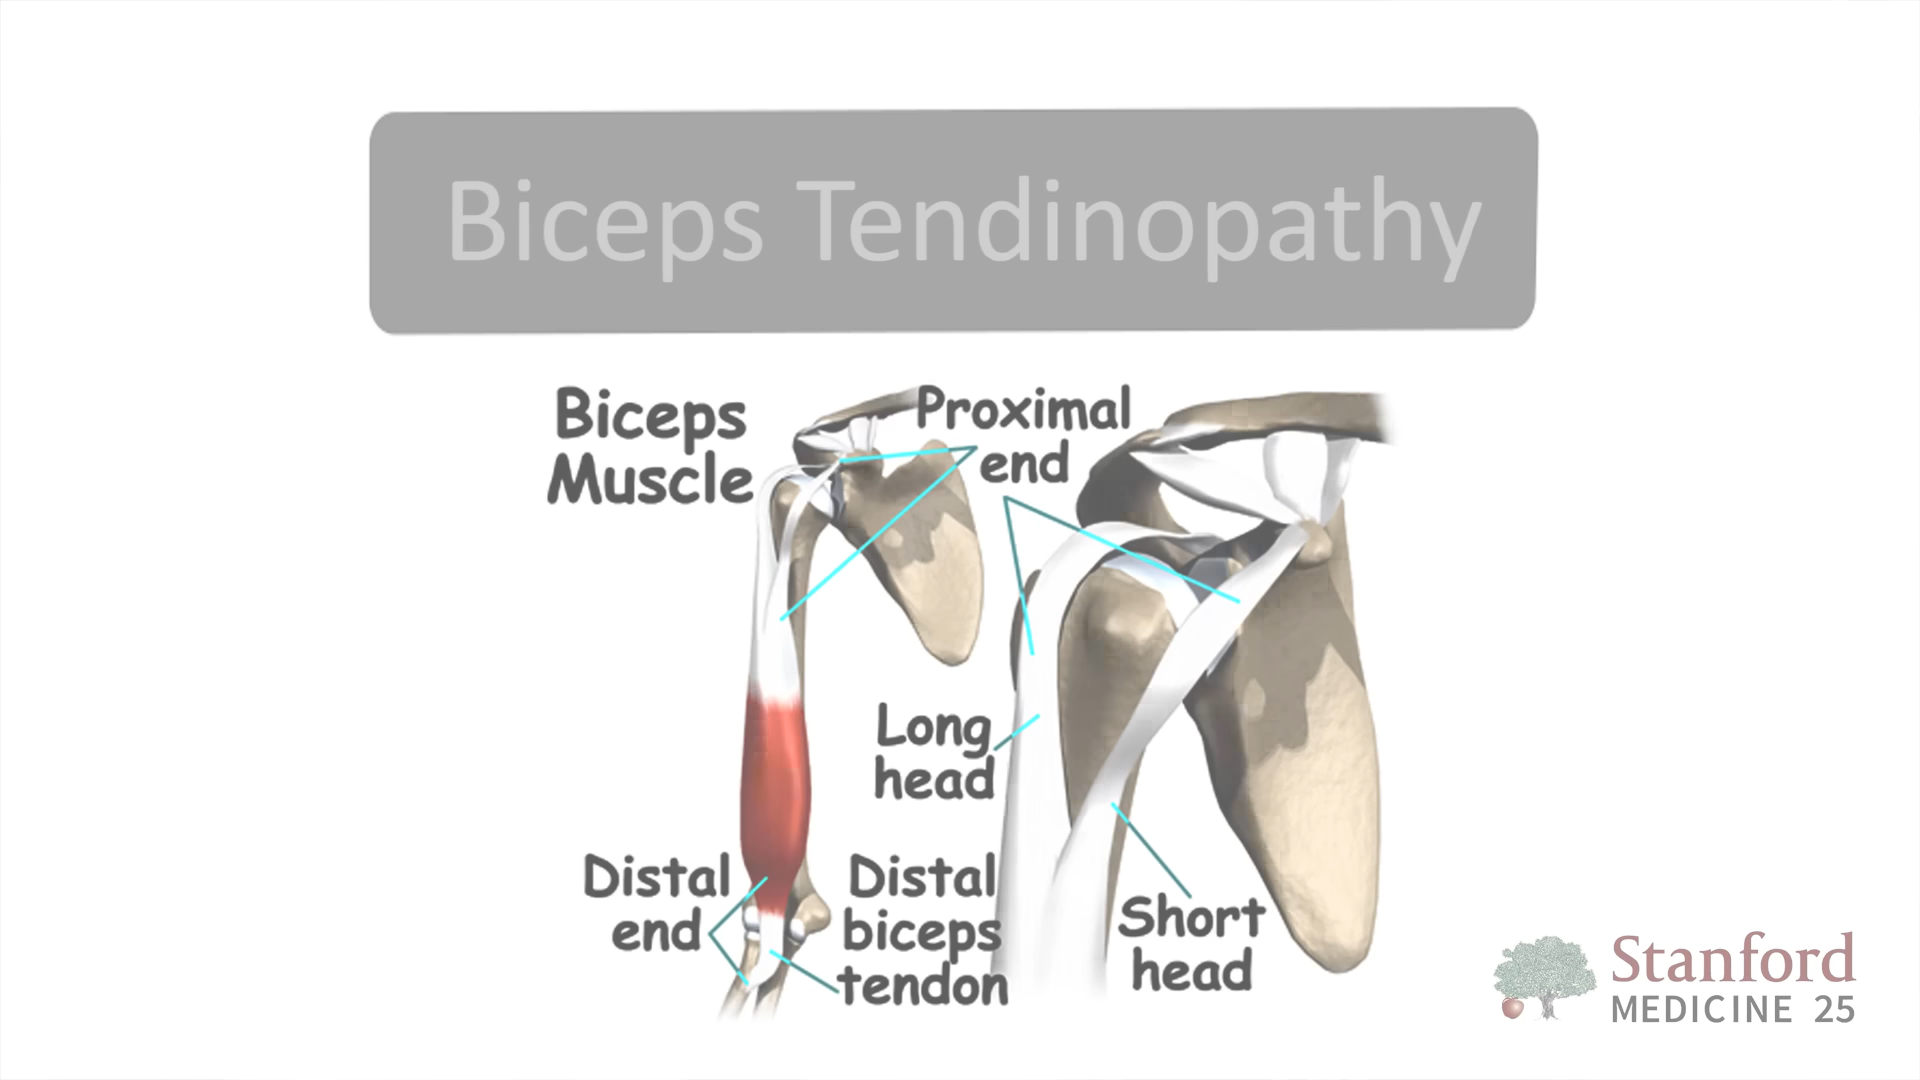 Biceps Tendinopathy
Biceps
Muscle
Proximal
end
Long
head
Distal
end
Distal
biceps
tendon
Short
head
Stanford
MEDICINE 25